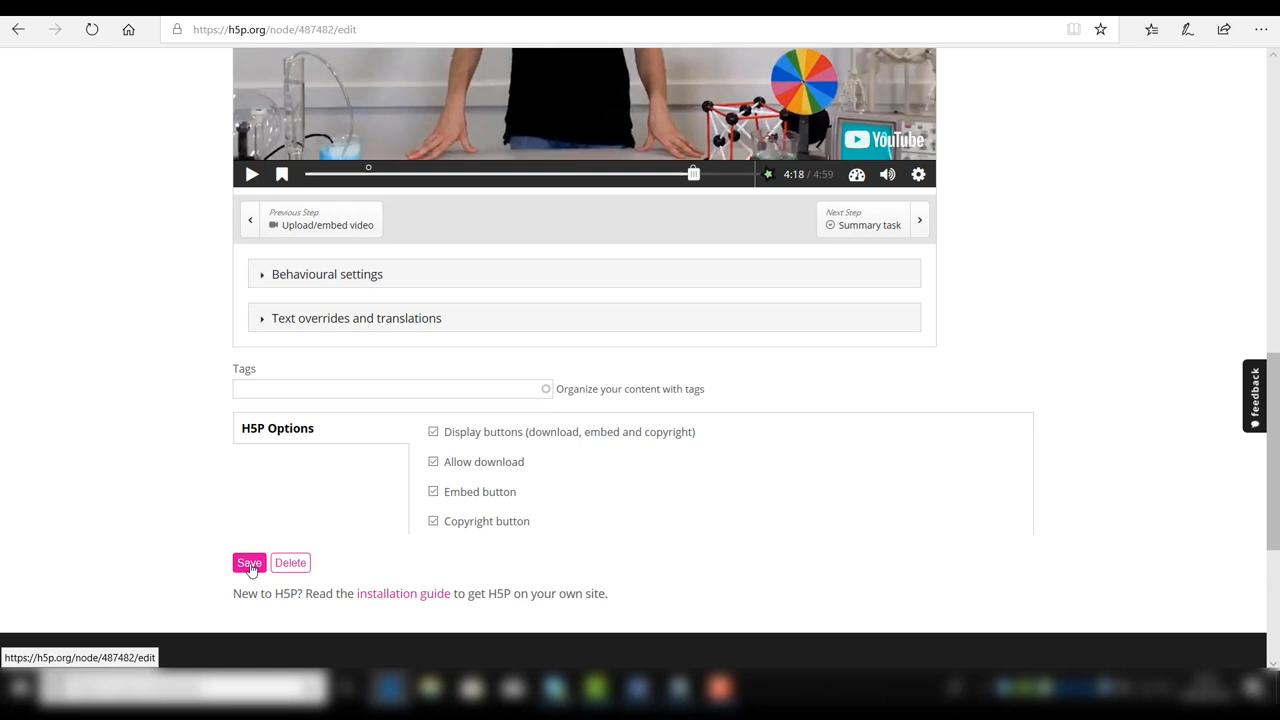 https://h5p.org/node/487482/edit
YouTube
4:18 / 4:59
Previous Step
Upload/embed video
Next Step
Summary task
Behavioural settings
Text overrides and translations
Tags
Organize your content with tags
H5P Options
Display buttons (download, embed and copyright)
Allow download
Embed button
Copyright button
feedback
Save Delete
New to H5P? Read the installation guide to get H5P on your own site.
https://h5p.org/node/487482/edit